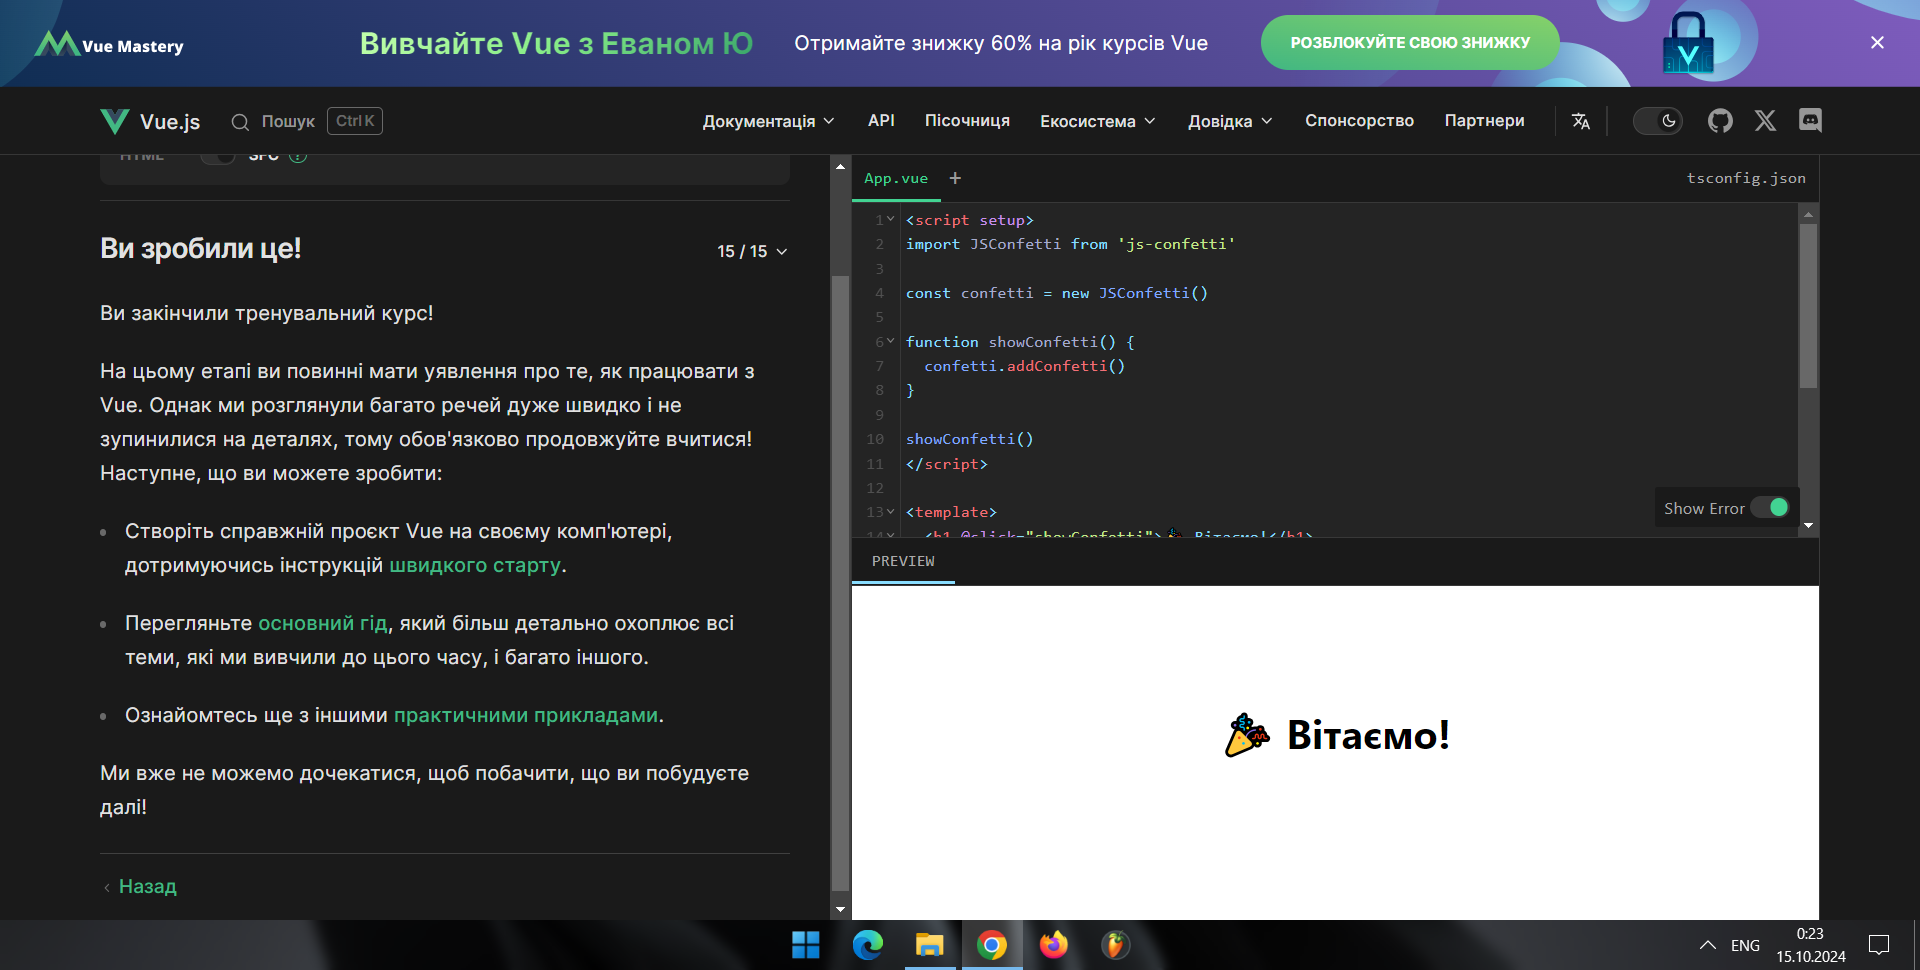 Vue Mastery
Вивчайте Vue з Еваном Ю
Отримайте знижку 60% на рік курсів Vue
РОЗБЛОКУЙТЕ СВОЮ ЗНИЖКУ
Vue.js
Пошук
Ctrl K
Документація
API
Пісочниця
Екосистема
Довідка
Спонсорство
Партнери
HTML
SFC
Ви зробили це!
15 / 15
Ви закінчили тренувальний курс!
На цьому етапі ви повинні мати уявлення про те, як працювати з
Vue. Однак ми розглянули багато речей дуже швидко і не
зупинилися на деталях, тому обов'язково продовжуйте вчитися!
Наступне, що ви можете зробити:
Створіть справжній проєкт Vue на своєму комп'ютері,
дотримуючись інструкцій швидкого старту.
Перегляньте основний гід, який більш детально охоплює всі
теми, які ми вивчили до цього часу, і багато іншого.
Ознайомтесь ще з іншими практичними прикладами.
Ми вже не можемо дочекатися, щоб побачити, що ви побудуєте
далі!
Назад
App.vue +
tsconfig.json
1 <script setup>
2 import JSConfetti from 'js-confetti'
3
4 const confetti = new JSConfetti()
5
6 function showConfetti() {
7 confetti.addConfetti()
8 }
9
10 showConfetti()
11 </script>
12
13 <template>
14 <h1 @click="showConfetti">🎉 Вітаємо!</h1>
Show Error
PREVIEW
🎉 Вітаємо!
ENG
0:23
15.10.2024